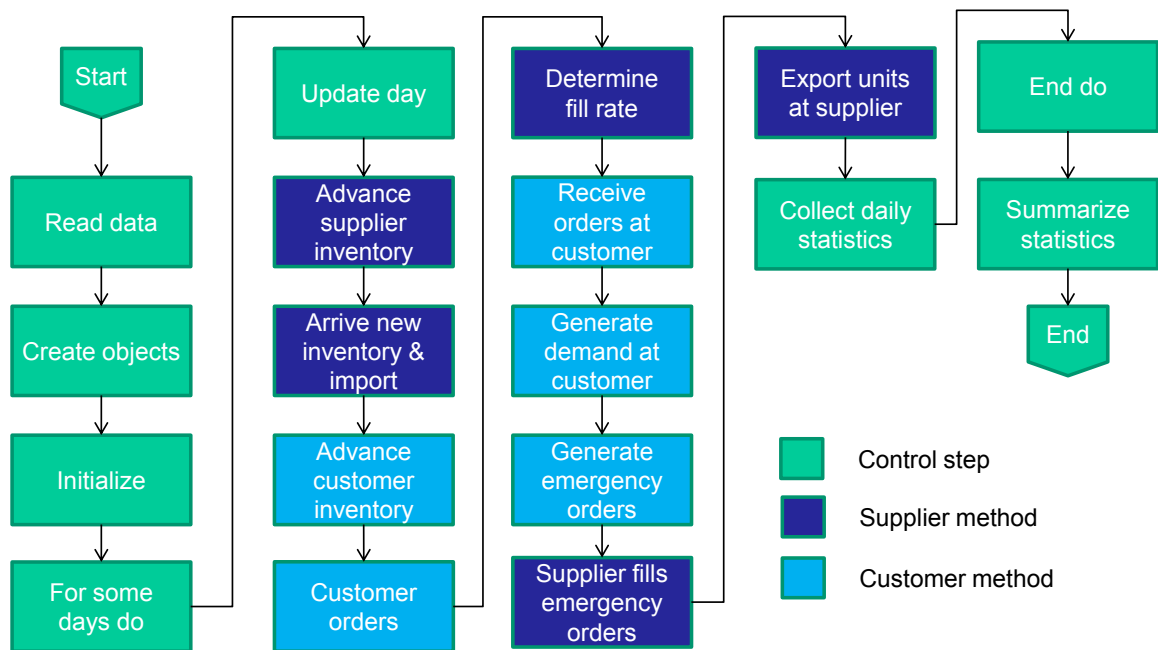 Start
Read data
Create objects
Initialize
For some
days do
Update day
Advance
supplier
inventory
Arrive new
inventory &
import
Advance
customer
inventory
Customer
orders
Determine
fill rate
Receive
orders at
customer
Generate
demand at
customer
Generate
emergency
orders
Supplier fills
emergency
orders
Export units
at supplier
Collect daily
statistics
End do
Summarize
statistics
End
Control step
Supplier method
Customer method